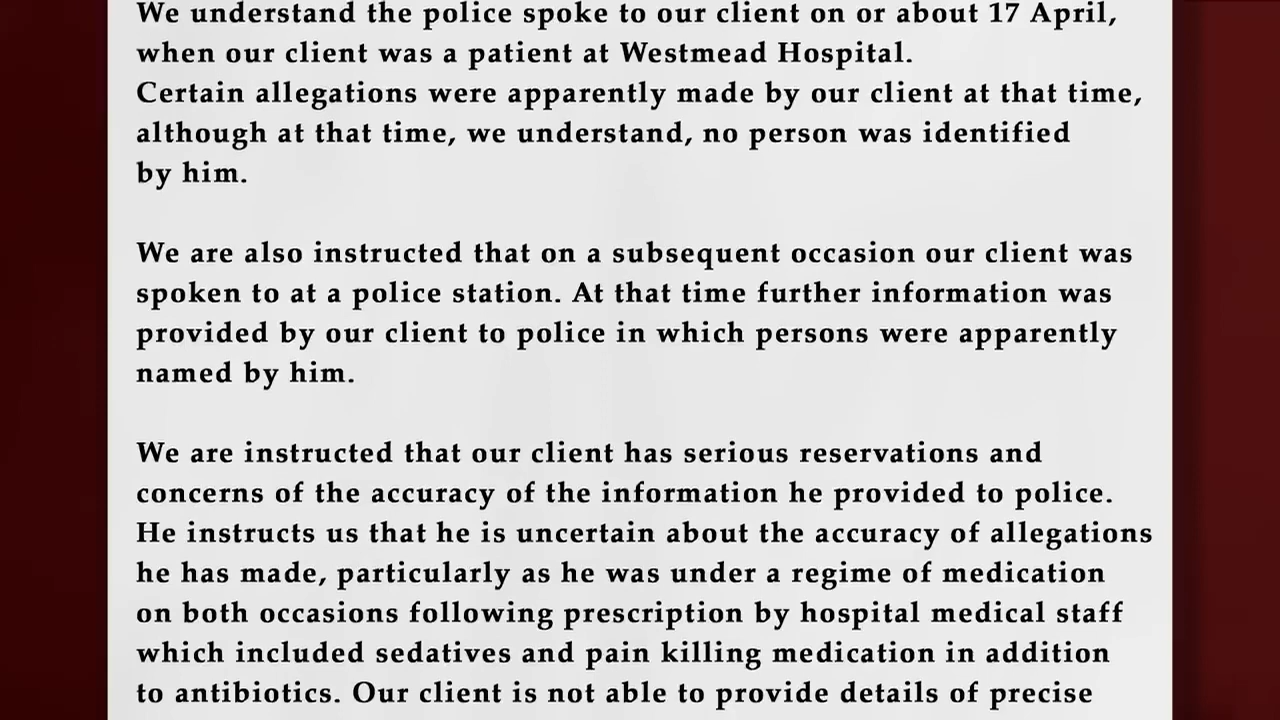 We understand the police spoke to our client on or about 17 April,
when our client was a patient at Westmead Hospital.
Certain allegations were apparently made by our client at that time,
although at that time, we understand, no person was identified
by him.
We are also instructed that on a subsequent occasion our client was
spoken to at a police station. At that time further information was
provided by our client to police in which persons were apparently
named by him.
We are instructed that our client has serious reservations and
concerns of the accuracy of the information he provided to police.
He instructs us that he is uncertain about the accuracy of allegations
he has made, particularly as he was under a regime of medication
on both occasions following prescription by hospital medical staff
which included sedatives and pain killing medication in addition
to antibiotics. Our client is not able to provide details of precise